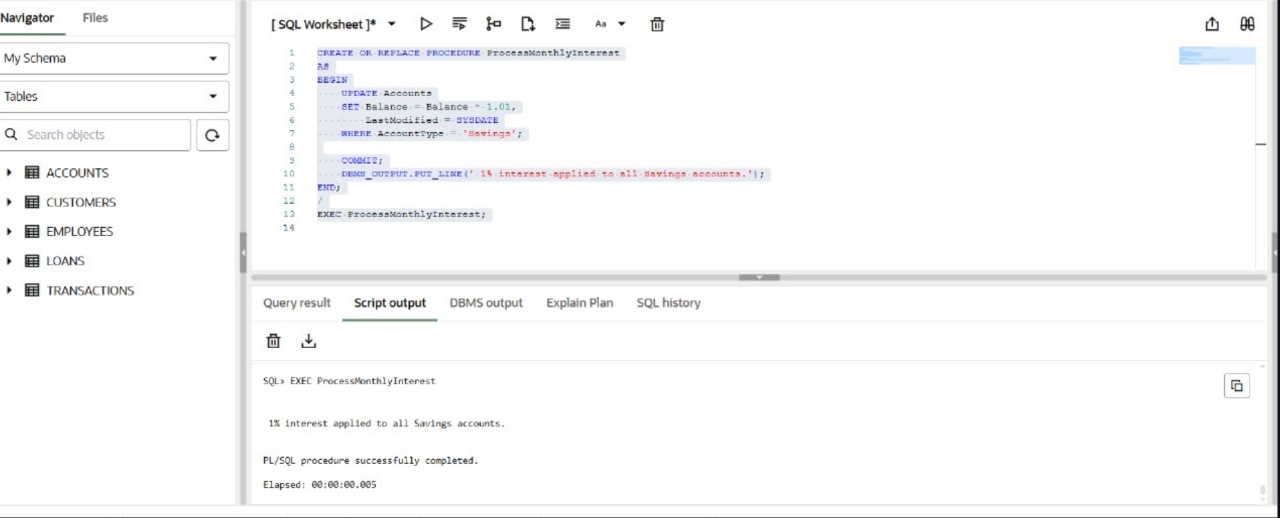 Navigator Files
My Schema
Tables
Search objects
ACCOUNTS
CUSTOMERS
EMPLOYEES
LOANS
TRANSACTIONS
[ SQL Worksheet ]* Aa
1 CREATE OR REPLACE PROCEDURE ProcessMonthlyInterest
2 AS
3 BEGIN
4 UPDATE Accounts
5 SET Balance = Balance * 1.01,
6 LastModified = SYSDATE
7 WHERE AccountType = 'Savings';
8
9 COMMIT;
10 DBMS_OUTPUT.PUT_LINE(' 1% interest applied to all Savings accounts.');
11 END;
12 /
13 EXEC ProcessMonthlyInterest;
14
Query result Script output DBMS output Explain Plan SQL history
SQL> EXEC ProcessMonthlyInterest
1% interest applied to all Savings accounts.
PL/SQL procedure successfully completed.
Elapsed: 00:00:00.005